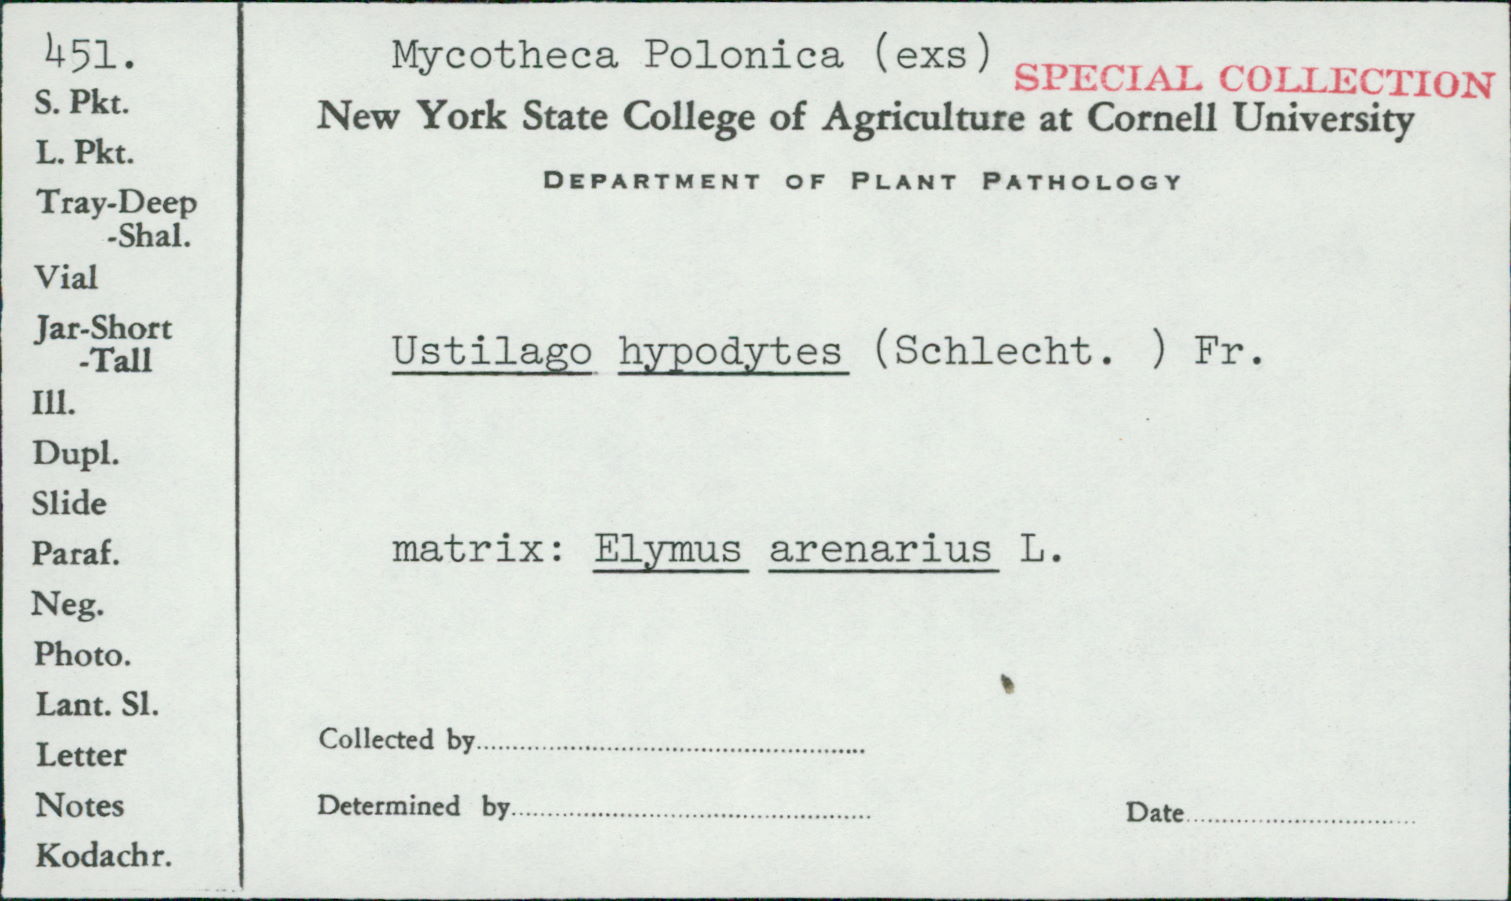 451.
S. Pkt.
L. Pkt.
Tray-Deep
-Shal.
Vial
Jar-Short
-Tall
Ill.
Dupl.
Slide
Paraf.
Neg.
Photo.
Lant. Sl.
Letter
Notes
Kodachr.
Mycotheca Polonica (exs)
SPECIAL COLLECTION
New York State College of Agriculture at Cornell University
DEPARTMENT OF PLANT PATHOLOGY
Ustilago hypodytes (Schlecht. ) Fr.
matrix: Elymus arenarius L.
Collected by
Determined by
Date